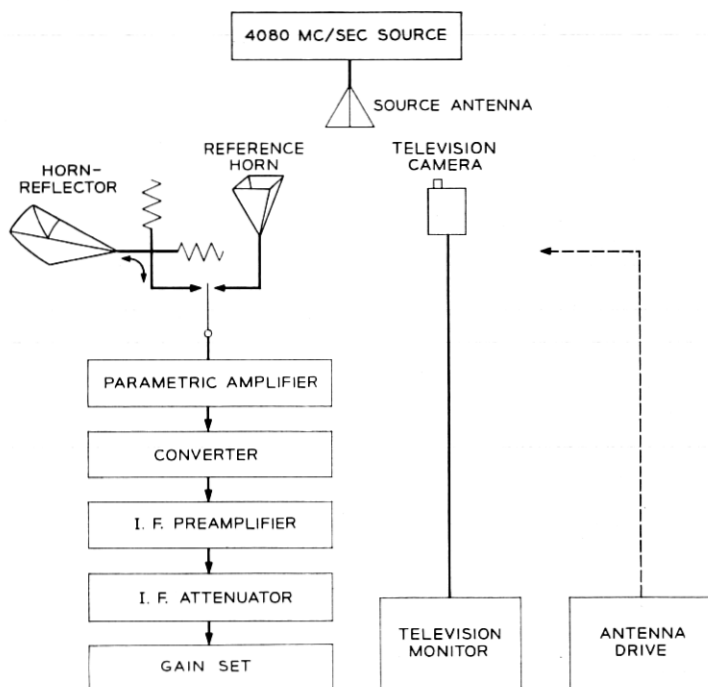 4080 MC/SEC SOURCE
SOURCE ANTENNA
HORN-
REFLECTOR
REFERENCE
HORN
TELEVISION
CAMERA
PARAMETRIC AMPLIFIER
CONVERTER
I. F. PREAMPLIFIER
I. F. ATTENUATOR
GAIN SET
TELEVISION
MONITOR
ANTENNA
DRIVE